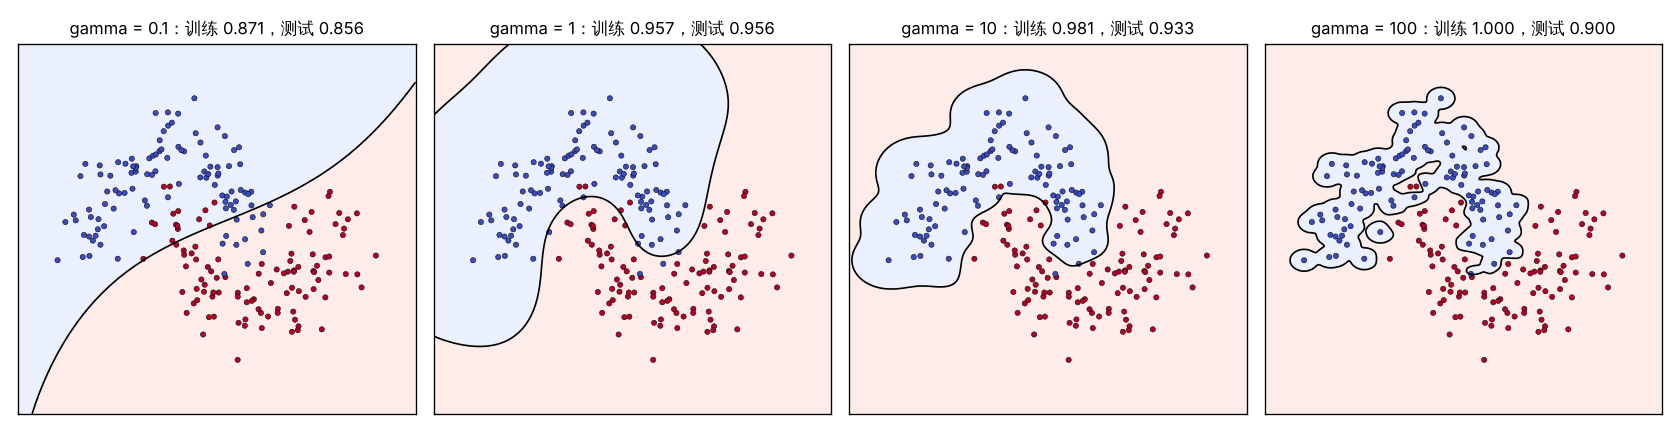 gamma = 0.1：训练 0.871，测试 0.856
gamma = 1：训练 0.957，测试 0.956
gamma = 10：训练 0.981，测试 0.933
gamma = 100：训练 1.000，测试 0.900